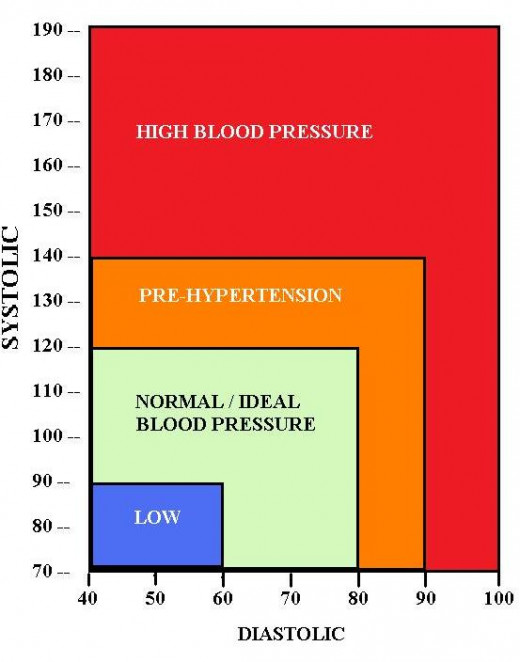 190 --
180 --
170 --
160 --
150 --
140 --
130 --
120 --
110 --
100 --
90 --
80 --
70 --
SYSTOLIC
HIGH BLOOD PRESSURE
PRE-HYPERTENSION
NORMAL / IDEAL
BLOOD PRESSURE
LOW
40 50 60 70 80 90 100
DIASTOLIC